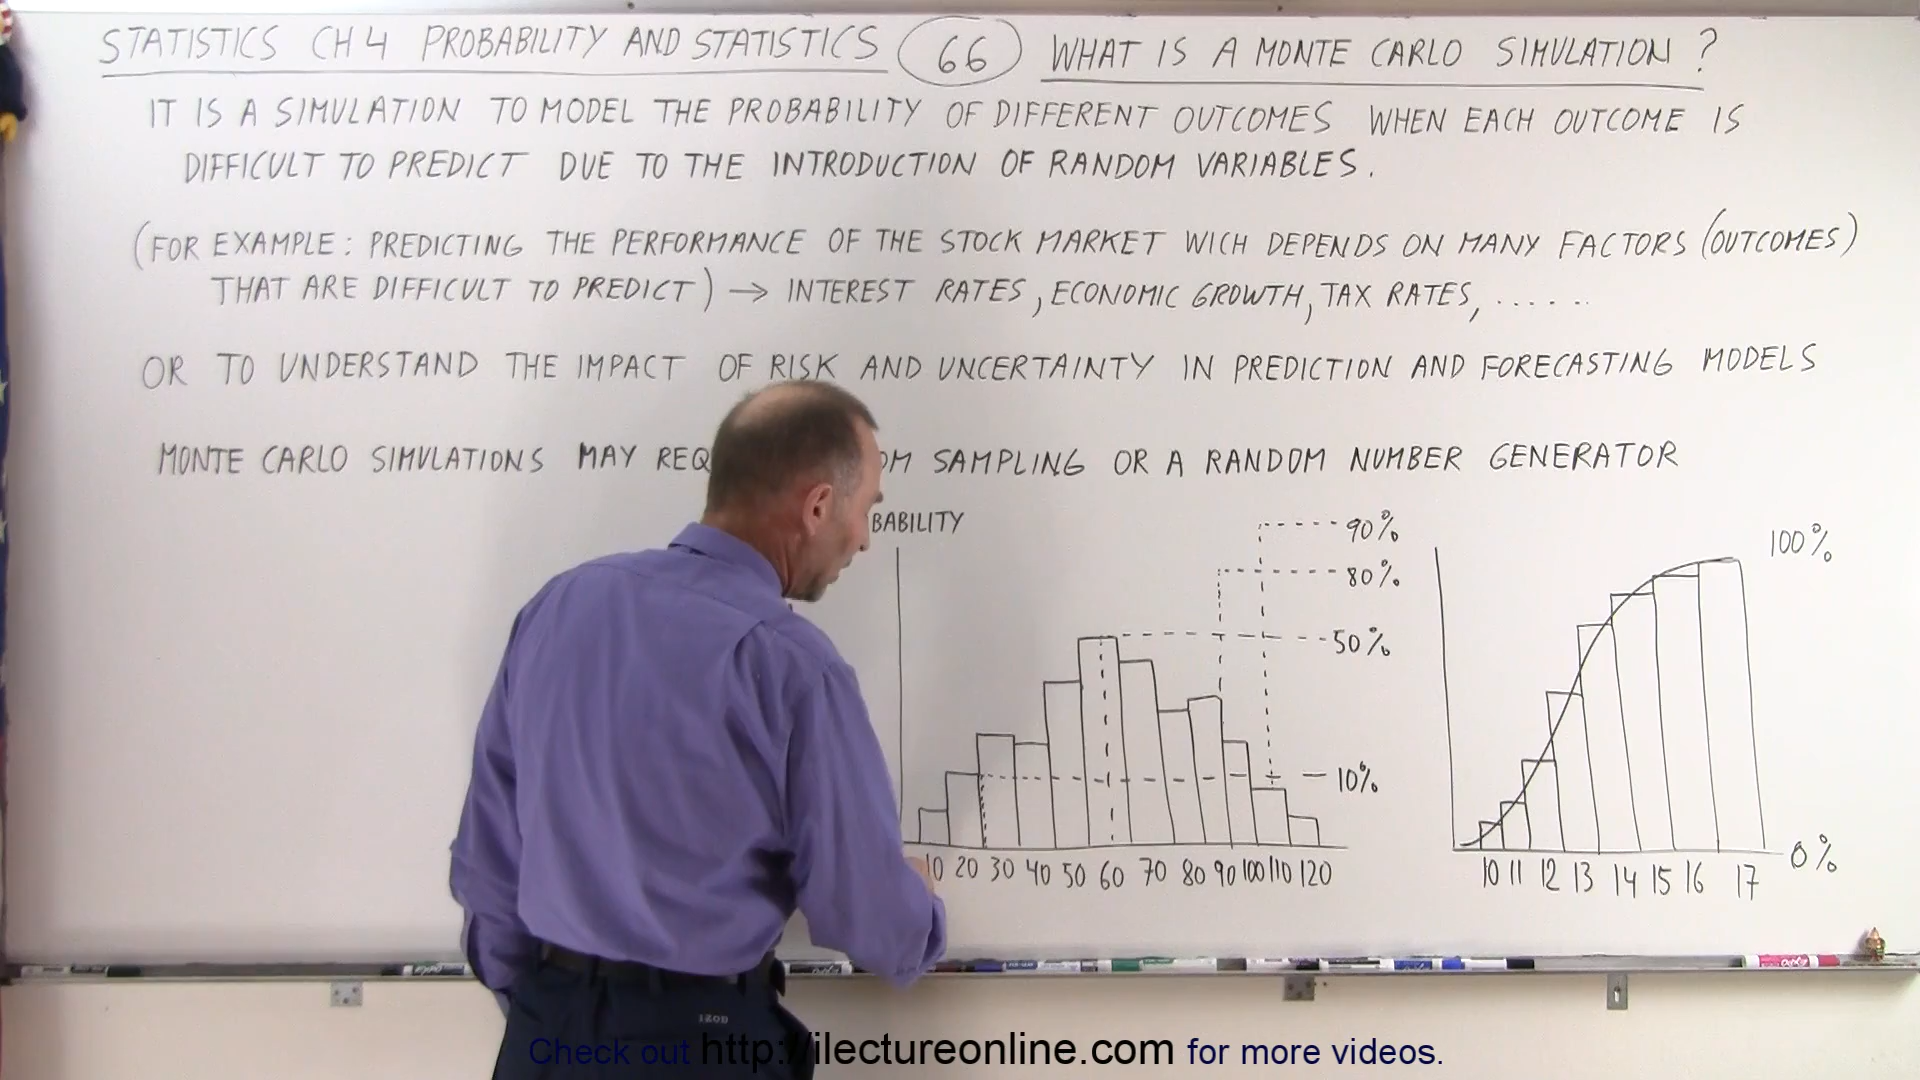 STATISTICS CH 4 PROBABILITY AND STATISTICS 66 WHAT IS A MONTE CARLO SIMULATION ?
IT IS A SIMULATION TO MODEL THE PROBABILITY OF DIFFERENT OUTCOMES WHEN EACH OUTCOME IS
DIFFICULT TO PREDICT DUE TO THE INTRODUCTION OF RANDOM VARIABLES.
(FOR EXAMPLE: PREDICTING THE PERFORMANCE OF THE STOCK MARKET WICH DEPENDS ON MANY FACTORS (OUTCOMES)
THAT ARE DIFFICULT TO PREDICT) → INTEREST RATES, ECONOMIC GROWTH, TAX RATES, ......
OR TO UNDERSTAND THE IMPACT OF RISK AND UNCERTAINTY IN PREDICTION AND FORECASTING MODELS
MONTE CARLO SIMULATIONS MAY REQ OM SAMPLING OR A RANDOM NUMBER GENERATOR
BABILITY
90%
80%
50%
10%
10 20 30 40 50 60 70 80 90 100 110 120
100%
0%
10 11 12 13 14 15 16 17
IZOD
Check out http://ilectureonline.com for more videos.